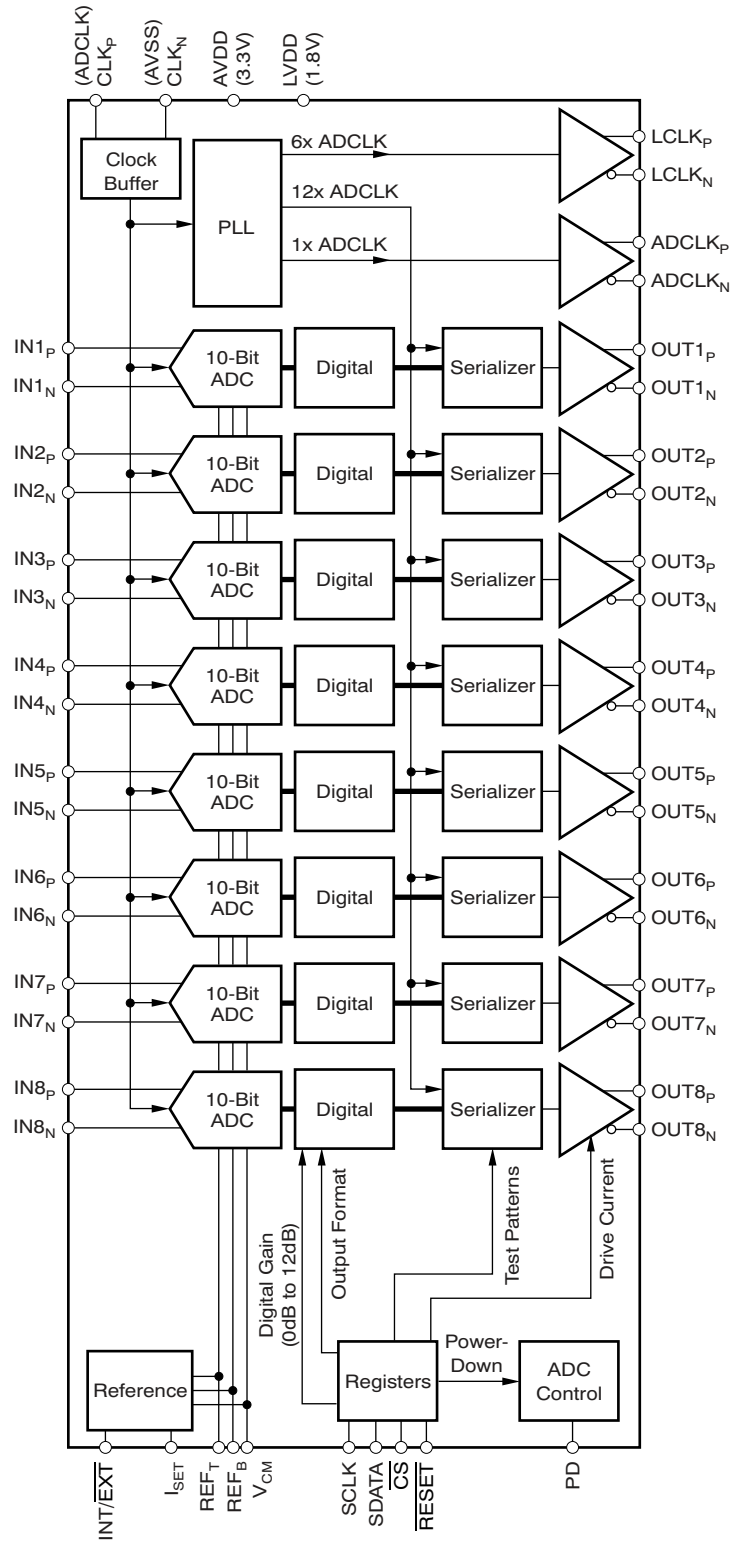 (ADCLK)
CLKP
(AVSS)
CLKN
AVDD
(3.3V)
LVDD
(1.8V)
Clock
Buffer
PLL
6x ADCLK
12x ADCLK
1x ADCLK
LCLKP
LCLKN
ADCLKP
ADCLKN
IN1P
IN1N
10-Bit
ADC
Digital
Serializer
OUT1P
OUT1N
IN2P
IN2N
10-Bit
ADC
Digital
Serializer
OUT2P
OUT2N
IN3P
IN3N
10-Bit
ADC
Digital
Serializer
OUT3P
OUT3N
IN4P
IN4N
10-Bit
ADC
Digital
Serializer
OUT4P
OUT4N
IN5P
IN5N
10-Bit
ADC
Digital
Serializer
OUT5P
OUT5N
IN6P
IN6N
10-Bit
ADC
Digital
Serializer
OUT6P
OUT6N
IN7P
IN7N
10-Bit
ADC
Digital
Serializer
OUT7P
OUT7N
IN8P
IN8N
10-Bit
ADC
Digital
Serializer
OUT8P
OUT8N
Digital Gain
(0dB to 12dB)
Output Format
Test Patterns
Drive Current
Reference
Registers
Power-
Down
ADC
Control
INT/EXT
ISET
REFT
REFB
VCM
SCLK
SDATA
CS
RESET
PD